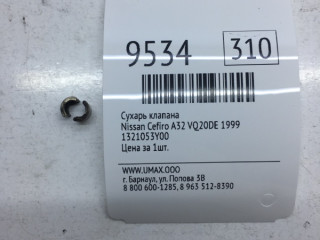 9534 310
Сухарь клапана
Nissan Cefiro A32 VQ20DE 1999
1321053Y00
Цена за 1шт.
WWW.UMAX.OOO
г. Барнаул, ул. Попова 3В
8 800 600-1285, 8 963 512-8390